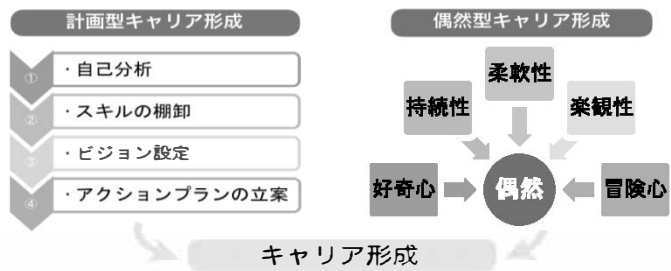 計画型キャリア形成
① ・自己分析
② ・スキルの棚卸
③ ・ビジョン設定
④ ・アクションプランの立案
偶然型キャリア形成
柔軟性
持続性
楽観性
好奇心
偶然
冒険心
キャリア形成